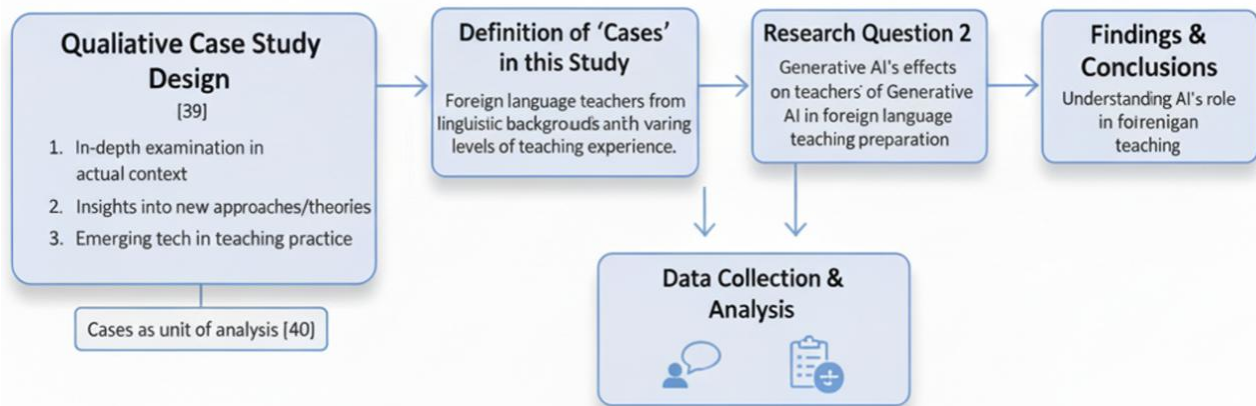 Qualiative Case Study
Design
[39]
1. In-depth examination in
actual context
2. Insights into new approaches/theories
3. Emerging tech in teaching practice
Cases as unit of analysis [40]
Definition of ‘Cases’
in this Study
Foreign language teachers from
linguistic backgrouds anth varing
levels of teaching experience.
Research Question 2
Generative AI's effects
on teachers' of Generative
AI in foreign language
teaching preparation
Findings &
Conclusions
Understanding AI's role
in foirenigan
teaching
Data Collection &
Analysis